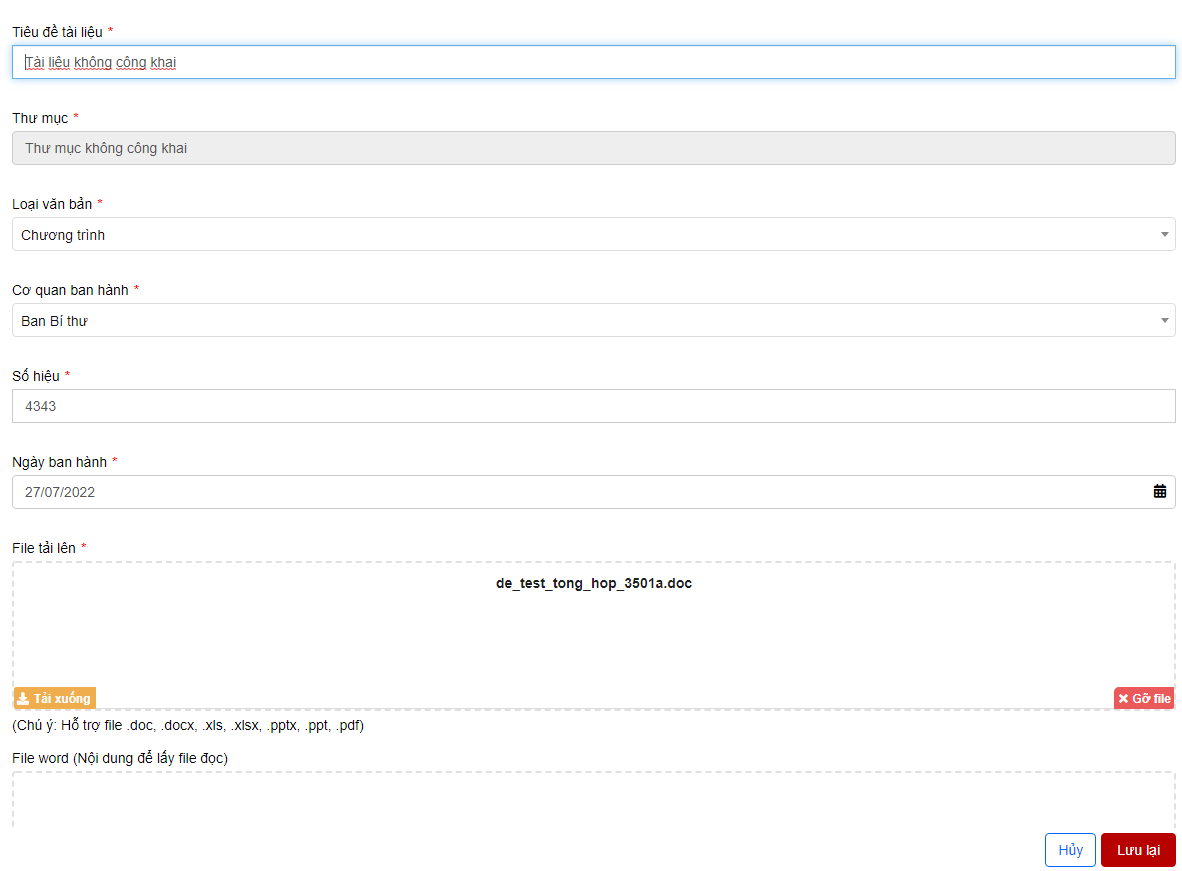 Tiêu đề tài liệu *
Tài liệu không công khai
Thư mục *
Thư mục không công khai
Loại văn bản *
Chương trình
Cơ quan ban hành *
Ban Bí thư
Số hiệu *
4343
Ngày ban hành *
27/07/2022
File tải lên *
de_test_tong_hop_3501a.doc
Tải xuống
Gỡ file
(Chú ý: Hỗ trợ file .doc, .docx, .xls, .xlsx, .pptx, .ppt, .pdf)
File word (Nội dung để lấy file đọc)
Hủy
Lưu lại